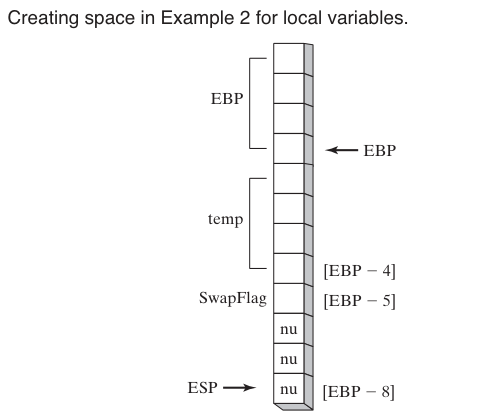 Creating space in Example 2 for local variables.
EBP
EBP
temp
[EBP – 4]
SwapFlag
[EBP – 5]
nu
nu
ESP
nu
[EBP – 8]